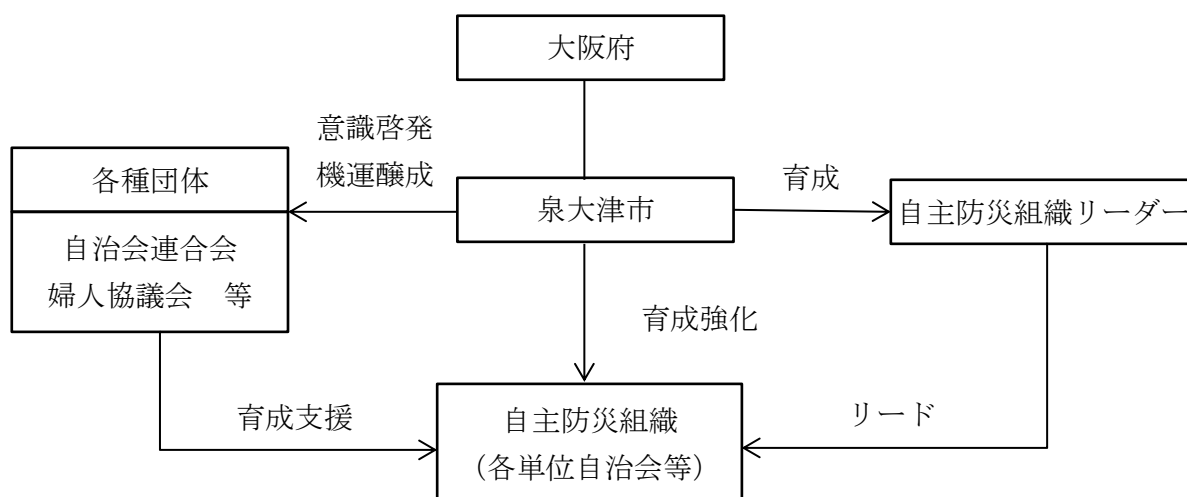 大阪府
意識啓発
機運醸成
各種団体
自治会連合会
婦人協議会　等
泉大津市
育成
自主防災組織リーダー
育成強化
育成支援
自主防災組織
（各単位自治会等）
リード